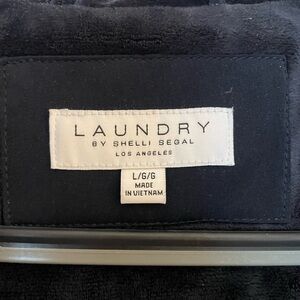 LAUNDRY
BY SHELLI SEGAL
LOS ANGELES
L/G/G
MADE
IN VIETNAM